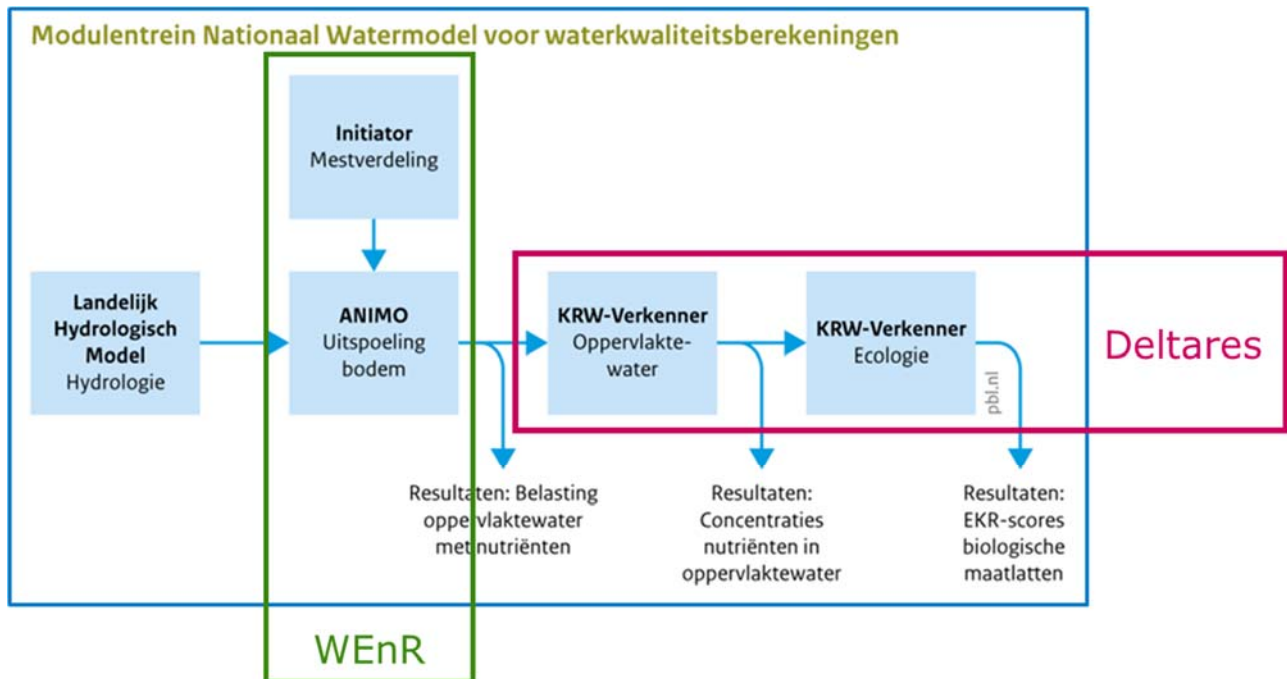 Modulentrein Nationaal Watermodel voor waterkwaliteitsberekeningen
Initiator
Mestverdeling
Landelijk
Hydrologisch
Model
Hydrologie
ANIMO
Uitspoeling
bodem
KRW-Verkenner
Oppervlakte-
water
KRW-Verkenner
Ecologie
pbl.nl
Deltares
Resultaten: Belasting
oppervlaktewater
met nutriënten
Resultaten:
Concentraties
nutriënten in
oppervlaktewater
Resultaten:
EKR-scores
biologische
maatlatten
WEnR